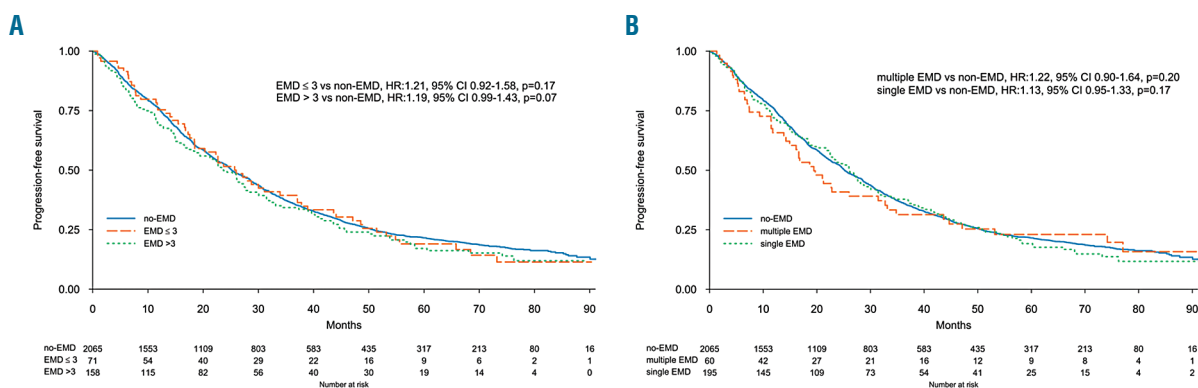 A
Progression-free survival
1.00
0.75
0.50
0.25
0.00
EMD ≤ 3 vs non-EMD, HR:1.21, 95% CI 0.92-1.58, p=0.17
EMD > 3 vs non-EMD, HR:1.19, 95% CI 0.99-1.43, p=0.07
no-EMD
EMD ≤ 3
EMD >3
0 10 20 30 40 50 60 70 80 90
Months
no-EMD 2065 1553 1109 803 583 435 317 213 80 16
EMD ≤ 3 71 54 40 29 22 16 9 6 2 1
EMD >3 158 115 82 56 40 30 19 14 4 0
Number at risk
B
Progression-free survival
1.00
0.75
0.50
0.25
0.00
multiple EMD vs non-EMD, HR:1.22, 95% CI 0.90-1.64, p=0.20
single EMD vs non-EMD, HR:1.13, 95% CI 0.95-1.33, p=0.17
no-EMD
multiple EMD
single EMD
0 10 20 30 40 50 60 70 80 90
Months
no-EMD 2065 1553 1109 803 583 435 317 213 80 16
multiple EMD 60 42 27 21 16 12 9 8 4 1
single EMD 195 145 109 73 54 41 25 15 4 2
Number at risk